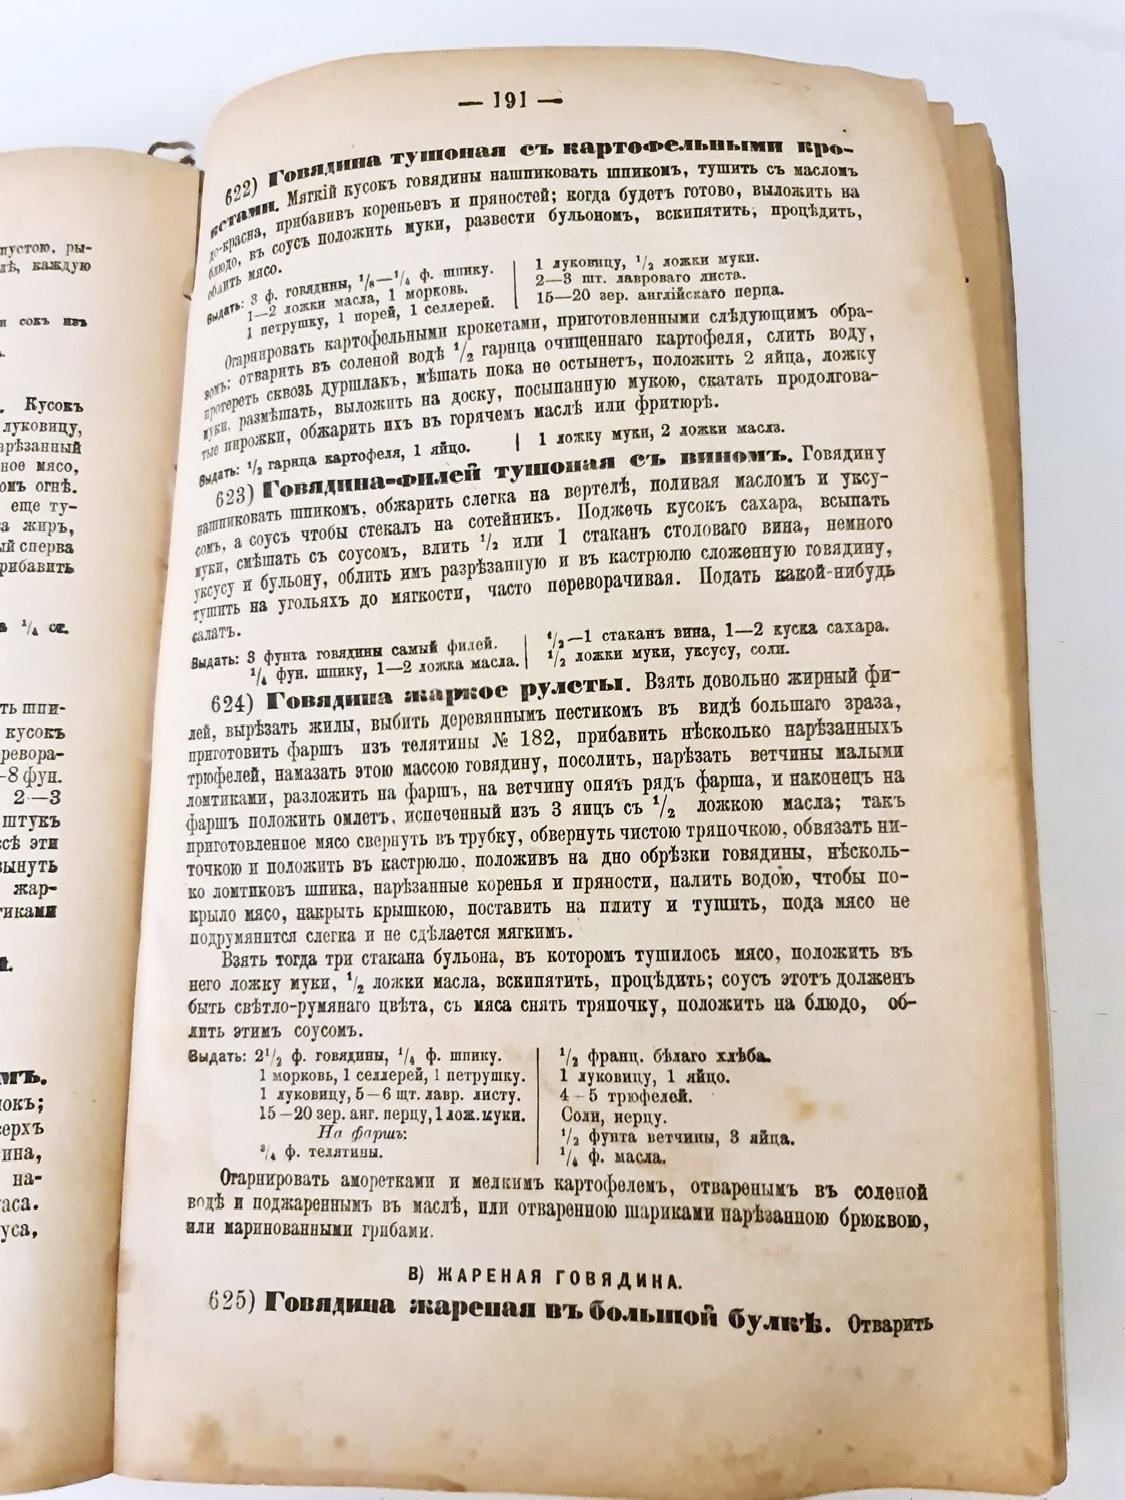 — 191 —
622) Говядина тушоная съ картофельными кро-
кетами. Мягкій кусокъ говядины нашпиковать шпикомъ, тушить съ масломъ
до-красна, прибавивъ кореньевъ и пряностей; когда будетъ готово, выложить на
блюдо, въ соусъ положить муки, развести бульономъ, вскипятить, процѣдить,
облить мясо.
Выдать: 3 ф. говядины, 1/8—1/4 ф. шпику.
1—2 ложки масла, 1 морковь.
1 петрушку, 1 порей, 1 селлерей.
1 луковицу, 1/2 ложки муки.
2—3 шт. лавроваго листа.
15—20 зер. англійскаго перца.
Огарнировать картофельными крокетами, приготовленными слѣдующимъ обра-
зомъ: отварить въ соленой водѣ 1/2 гарнца очищеннаго картофеля, слить воду,
протереть сквозь дуршлакъ, мѣшать пока не остынетъ, положить 2 яйца, ложку
муки, размѣшать, выложить на доску, посыпанную мукою, скатать продолгова-
тые пирожки, обжарить ихъ въ горячемъ маслѣ или фритюрѣ.
Выдать: 1/2 гарнца картофеля, 1 яйцо.
1 ложку муки, 2 ложки масла.
623) Говядина-филей тушоная съ виномъ. Говядину
нашпиковать шпикомъ, обжарить слегка на вертелѣ, поливая масломъ и уксу-
сомъ, а соусъ чтобы стекалъ на сотейникъ. Поджечь кусокъ сахара, всыпать
муки, смѣшать съ соусомъ, влить 1/2 или 1 стаканъ столоваго вина, немного
уксусу и бульону, облить имъ разрѣзанную и въ кастрюлю сложенную говядину,
тушить на угольяхъ до мягкости, часто переворачивая. Подать какой-нибудь
салатъ.
Выдать: 3 фунта говядины самый филей.
1/4 фун. шпику, 1—2 ложка масла.
1/2—1 стаканъ вина, 1—2 куска сахара.
1/2 ложки муки, уксусу, соли.
624) Говядина жаркое рулеты. Взять довольно жирный фи-
лей, вырѣзать жилы, выбить деревяннымъ пестикомъ въ видѣ большаго зраза,
приготовить фаршъ изъ телятины № 182, прибавить нѣсколько нарѣзанныхъ
трюфелей, намазать этою массою говядину, посолить, нарѣзать ветчины малыми
ломтиками, разложить на фаршъ, на ветчину опять рядъ фарша, и наконецъ на
фаршъ положить омлетъ, испеченный изъ 3 яицъ съ 1/2 ложкою масла; такъ
приготовленное мясо свернуть въ трубку, обвернуть чистою тряпочкою, обвязать ни-
точкою и положить въ кастрюлю, положивъ на дно обрѣзки говядины, нѣсколь-
ко ломтиковъ шпика, нарѣзанные коренья и пряности, налить водою, чтобы по-
крыло мясо, накрыть крышкою, поставить на плиту и тушить, пода мясо не
подрумянится слегка и не сдѣлается мягкимъ.
Взять тогда три стакана бульона, въ которомъ тушилось мясо, положить въ
него ложку муки, 1/2 ложки масла, вскипятить, процѣдить; соусъ этотъ долженъ
быть свѣтло-румянаго цвѣта, съ мяса снять тряпочку, положить на блюдо, об-
лить этимъ соусомъ.
Выдать: 2 1/2 ф. говядины, 1/4 ф. шпику.
1 морковь, 1 селлерей, 1 петрушку.
1 луковицу, 5—6 шт. лавр. листу.
15—20 зер. анг. перцу, 1 лож. муки.
На фаршъ:
3/4 ф. телятины.
1/2 франц. бѣлаго хлѣба.
1 луковицу, 1 яйцо.
4—5 трюфелей.
Соли, перцу.
1/2 фунта ветчины, 3 яйца.
1/4 ф. масла.
Огарнировать аморетками и мелкимъ картофелемъ, отваренымъ въ соленой
водѣ и поджареннымъ въ маслѣ, или отваренною шариками нарѣзанною брюквою,
или маринованными грибами.
В) ЖАРЕНАЯ ГОВЯДИНА.
625) Говядина жареная въ большой булкѣ. Отварить